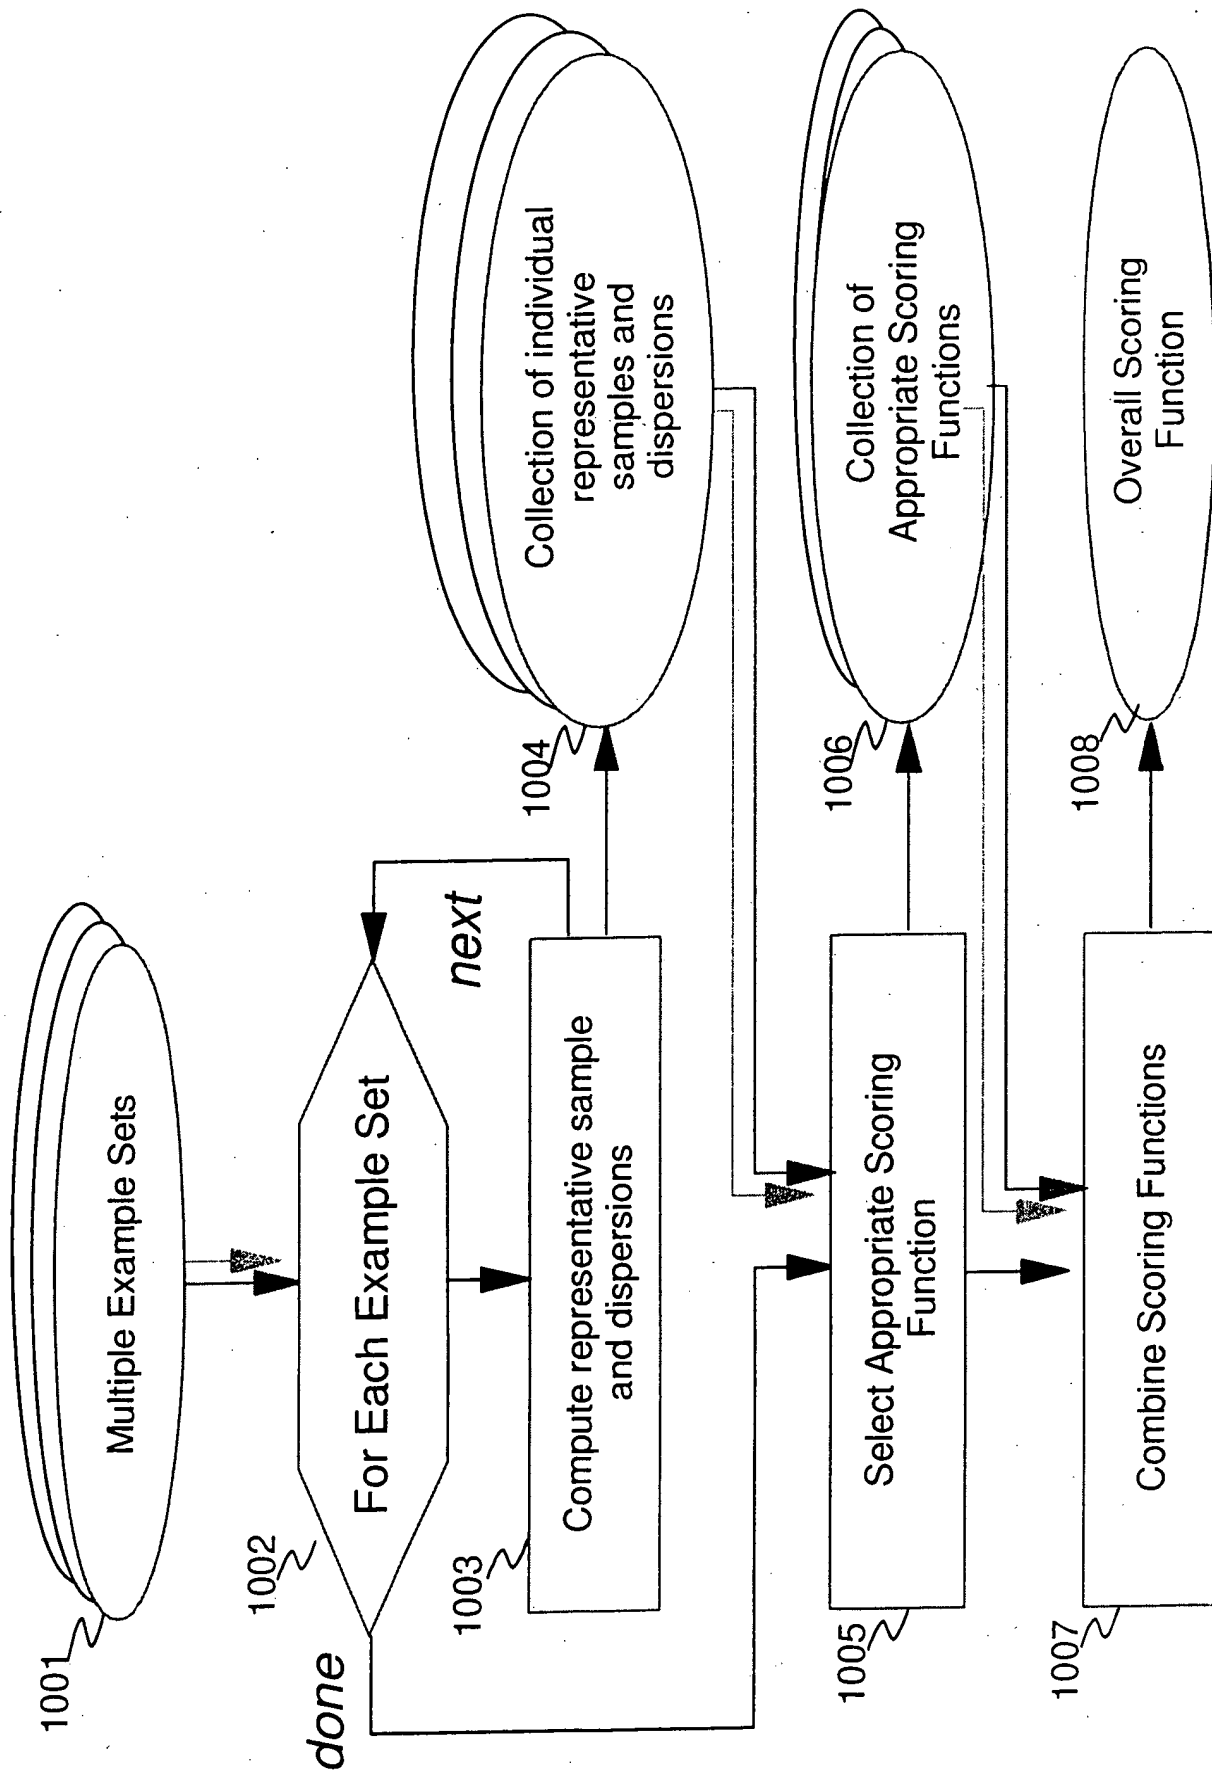 1001
Multiple Example Sets
1002
For Each Example Set
done
next
1003
Compute representative sample
and dispersions
1004
Collection of individual
representative
samples and
dispersions
1005
Select Appropriate Scoring
Function
1006
Collection of
Appropriate Scoring
Functions
1007
Combine Scoring Functions
1008
Overall Scoring
Function